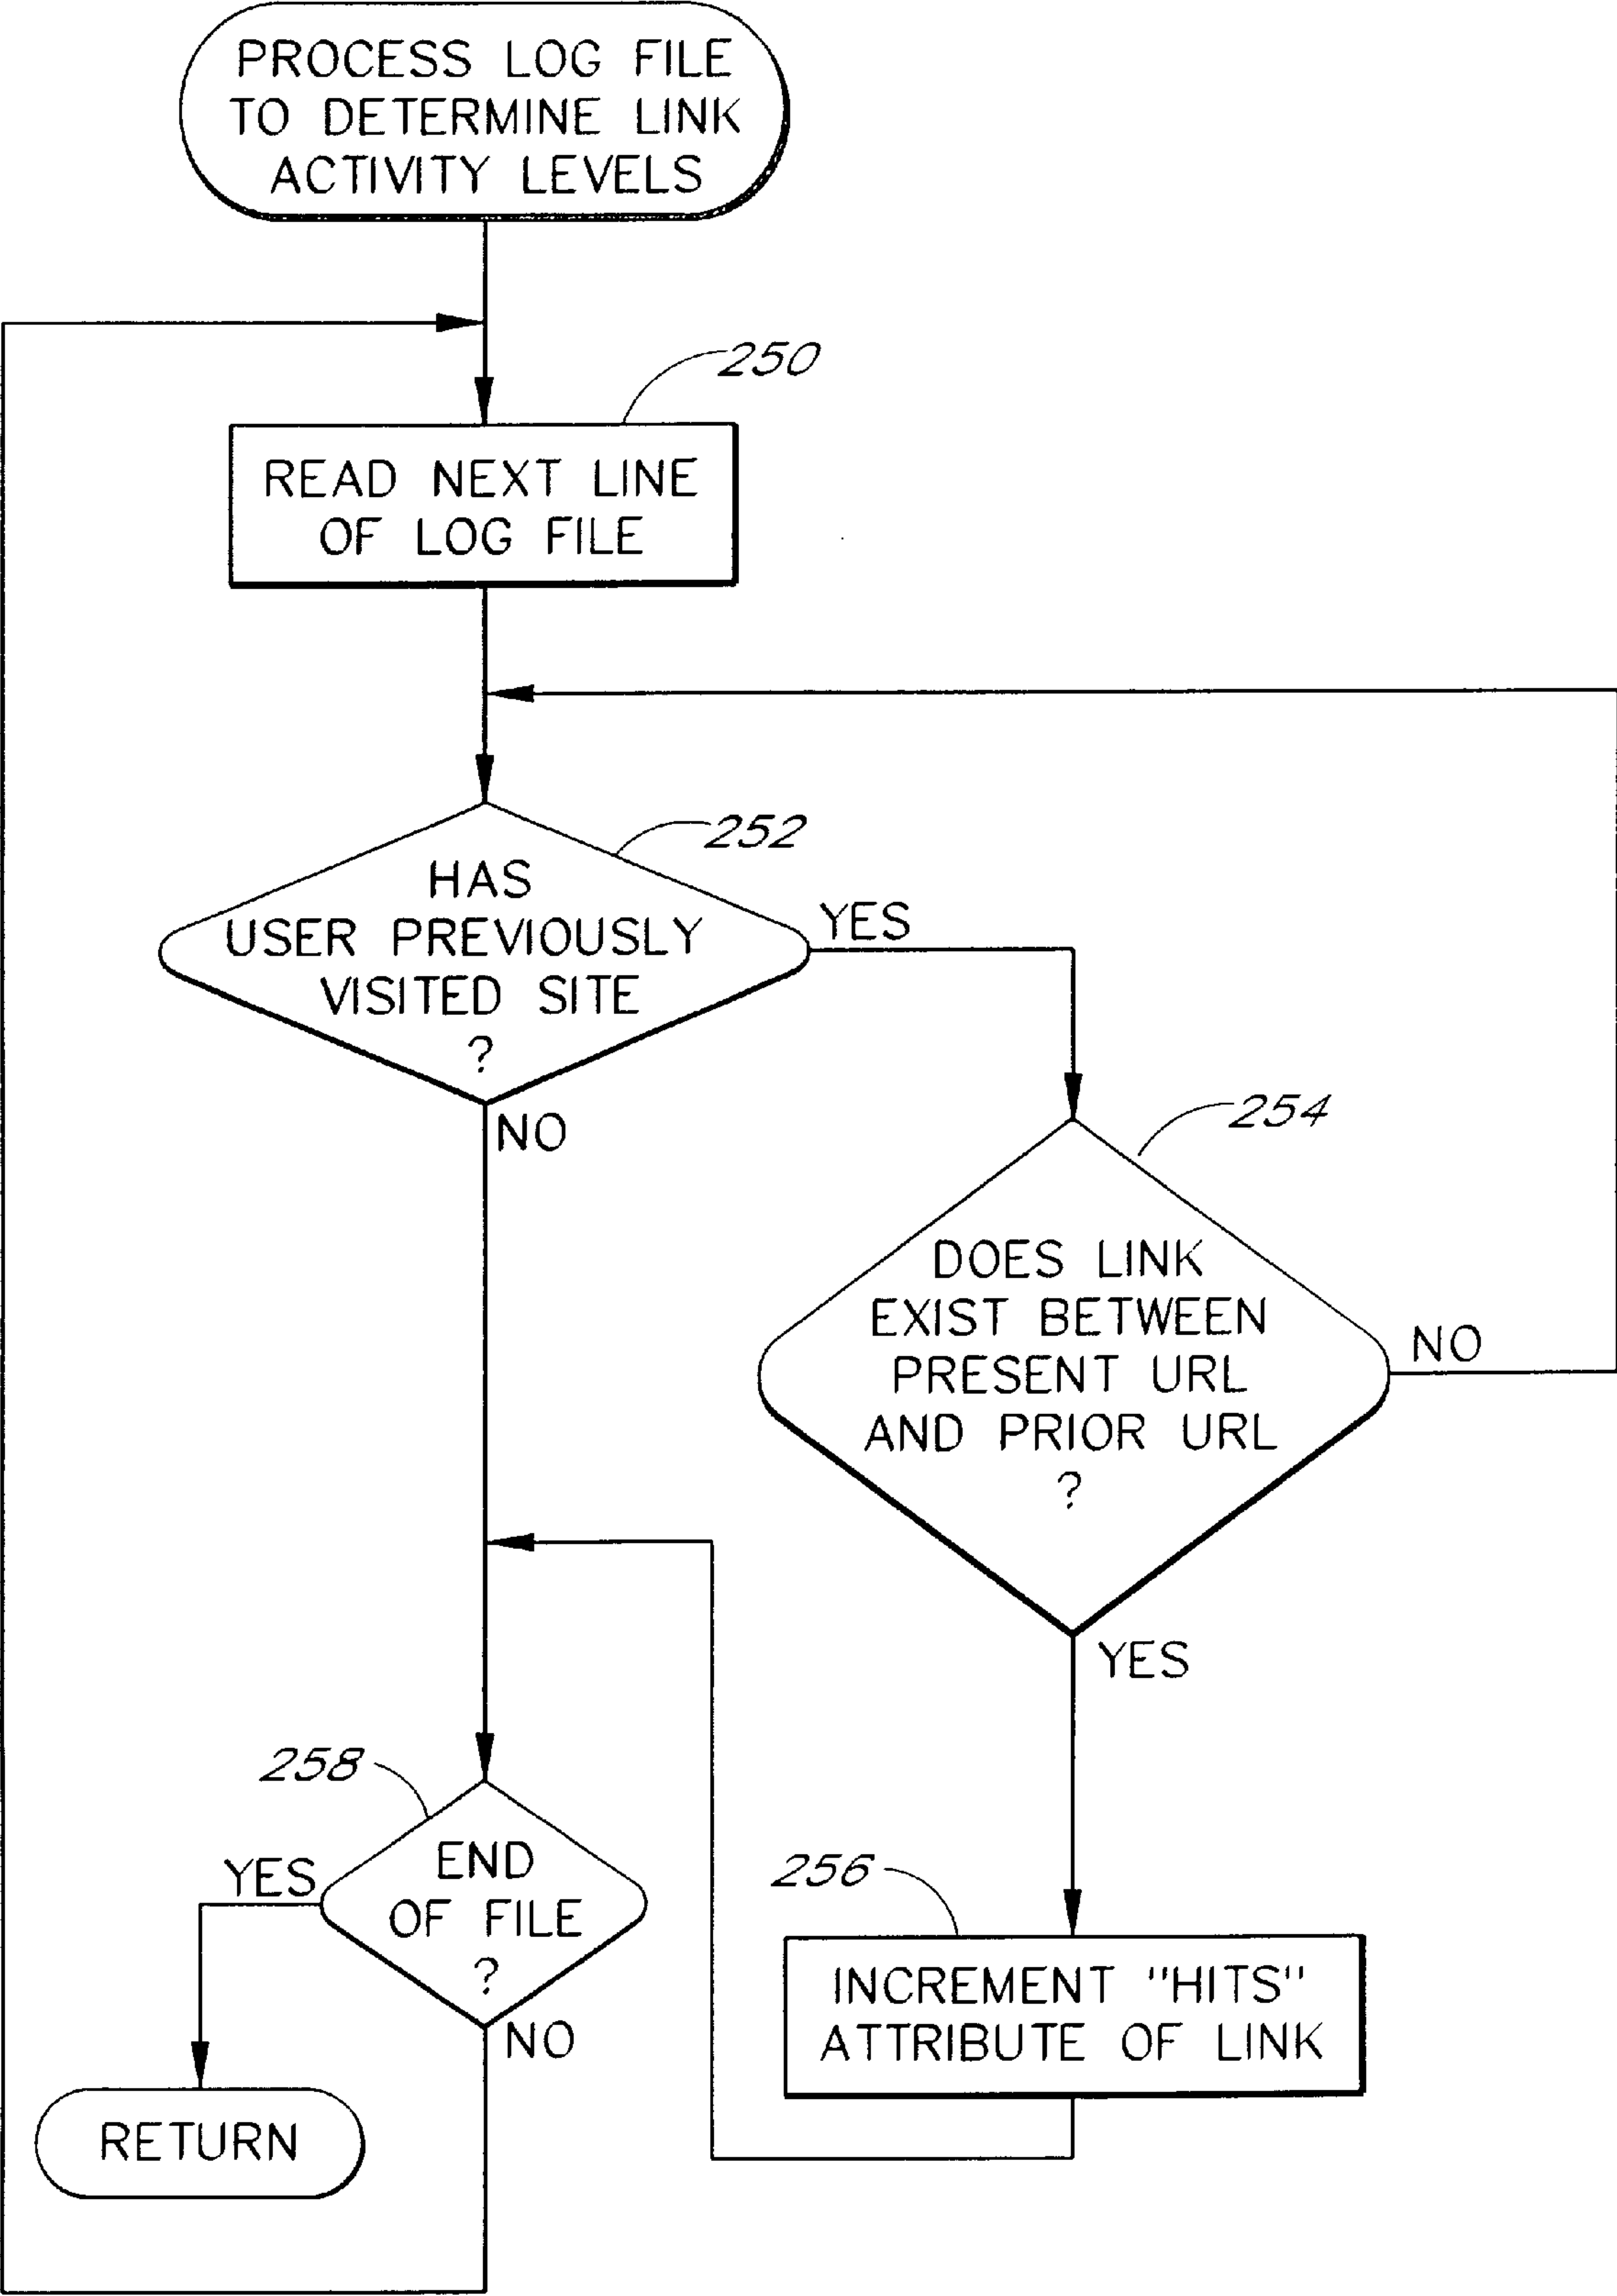 PROCESS LOG FILE
TO DETERMINE LINK
ACTIVITY LEVELS
250
READ NEXT LINE
OF LOG FILE
252
HAS
USER PREVIOUSLY
VISITED SITE
?
YES
NO
254
DOES LINK
EXIST BETWEEN
PRESENT URL
AND PRIOR URL
?
NO
YES
258
END
OF FILE
?
YES
NO
256
INCREMENT "HITS"
ATTRIBUTE OF LINK
RETURN